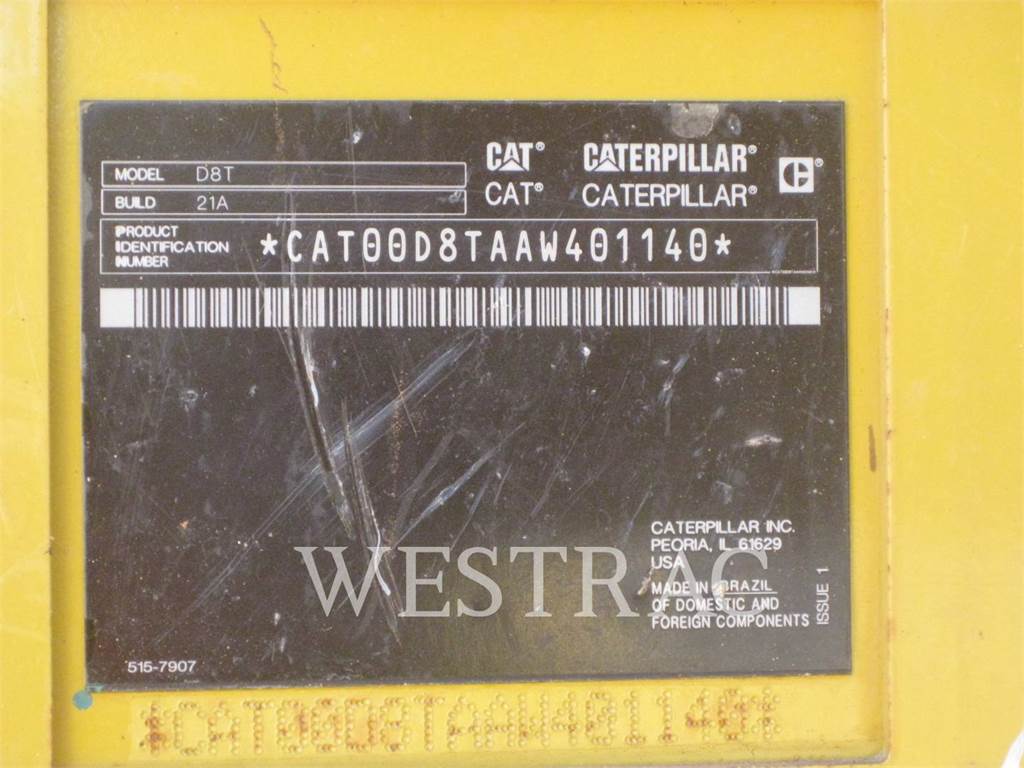 CAT® CATERPILLAR®
CAT® CATERPILLAR®
MODEL D8T
BUILD 21A
PRODUCT
IDENTIFICATION
NUMBER
*CAT00D8TAAW401140*
CATERPILLAR INC.
PEORIA, IL 61629
USA
MADE IN BRAZIL
OF DOMESTIC AND
FOREIGN COMPONENTS
ISSUE 1
WESTRAC
515-7907
*CAT00D8TAAW401140*